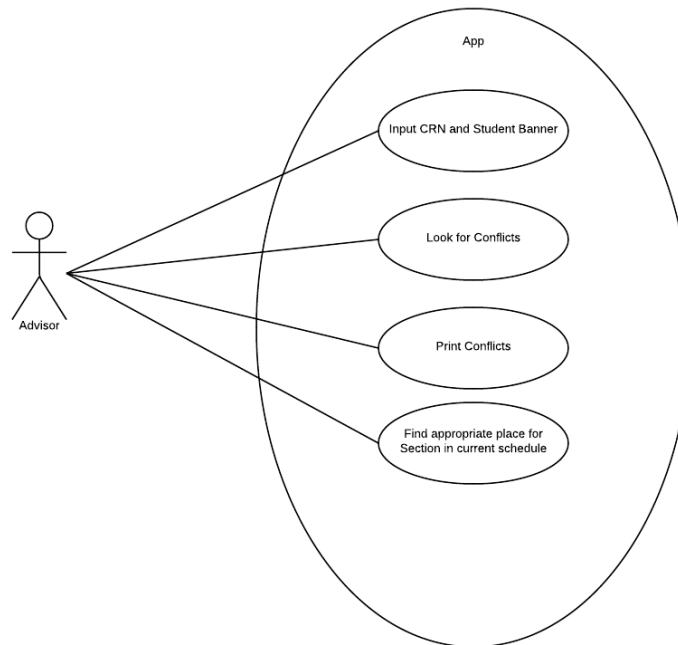 App
Input CRN and Student Banner
Look for Conflicts
Advisor
Print Conflicts
Find appropriate place for
Section in current schedule